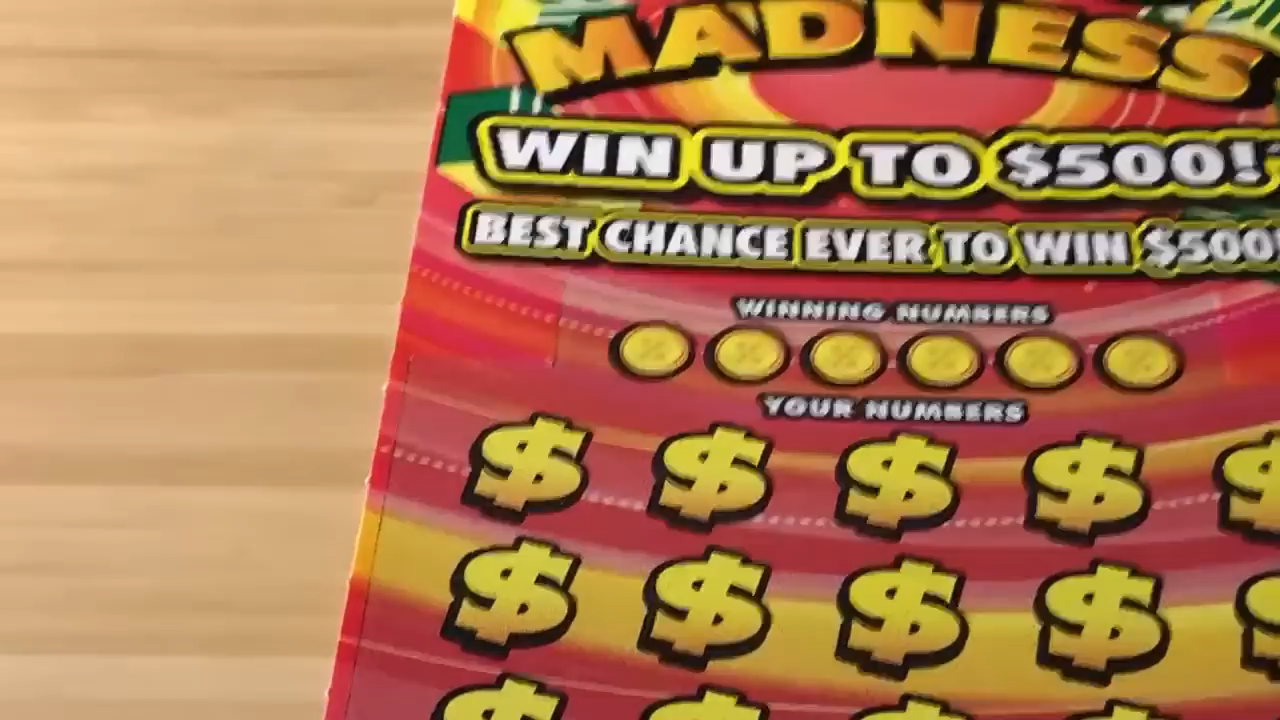 MADNESS
WIN UP TO $500!
BEST CHANCE EVER TO WIN $500!
WINNING NUMBERS
YOUR NUMBERS
$ $ $ $ $
$ $ $ $ $
$ $ $ $